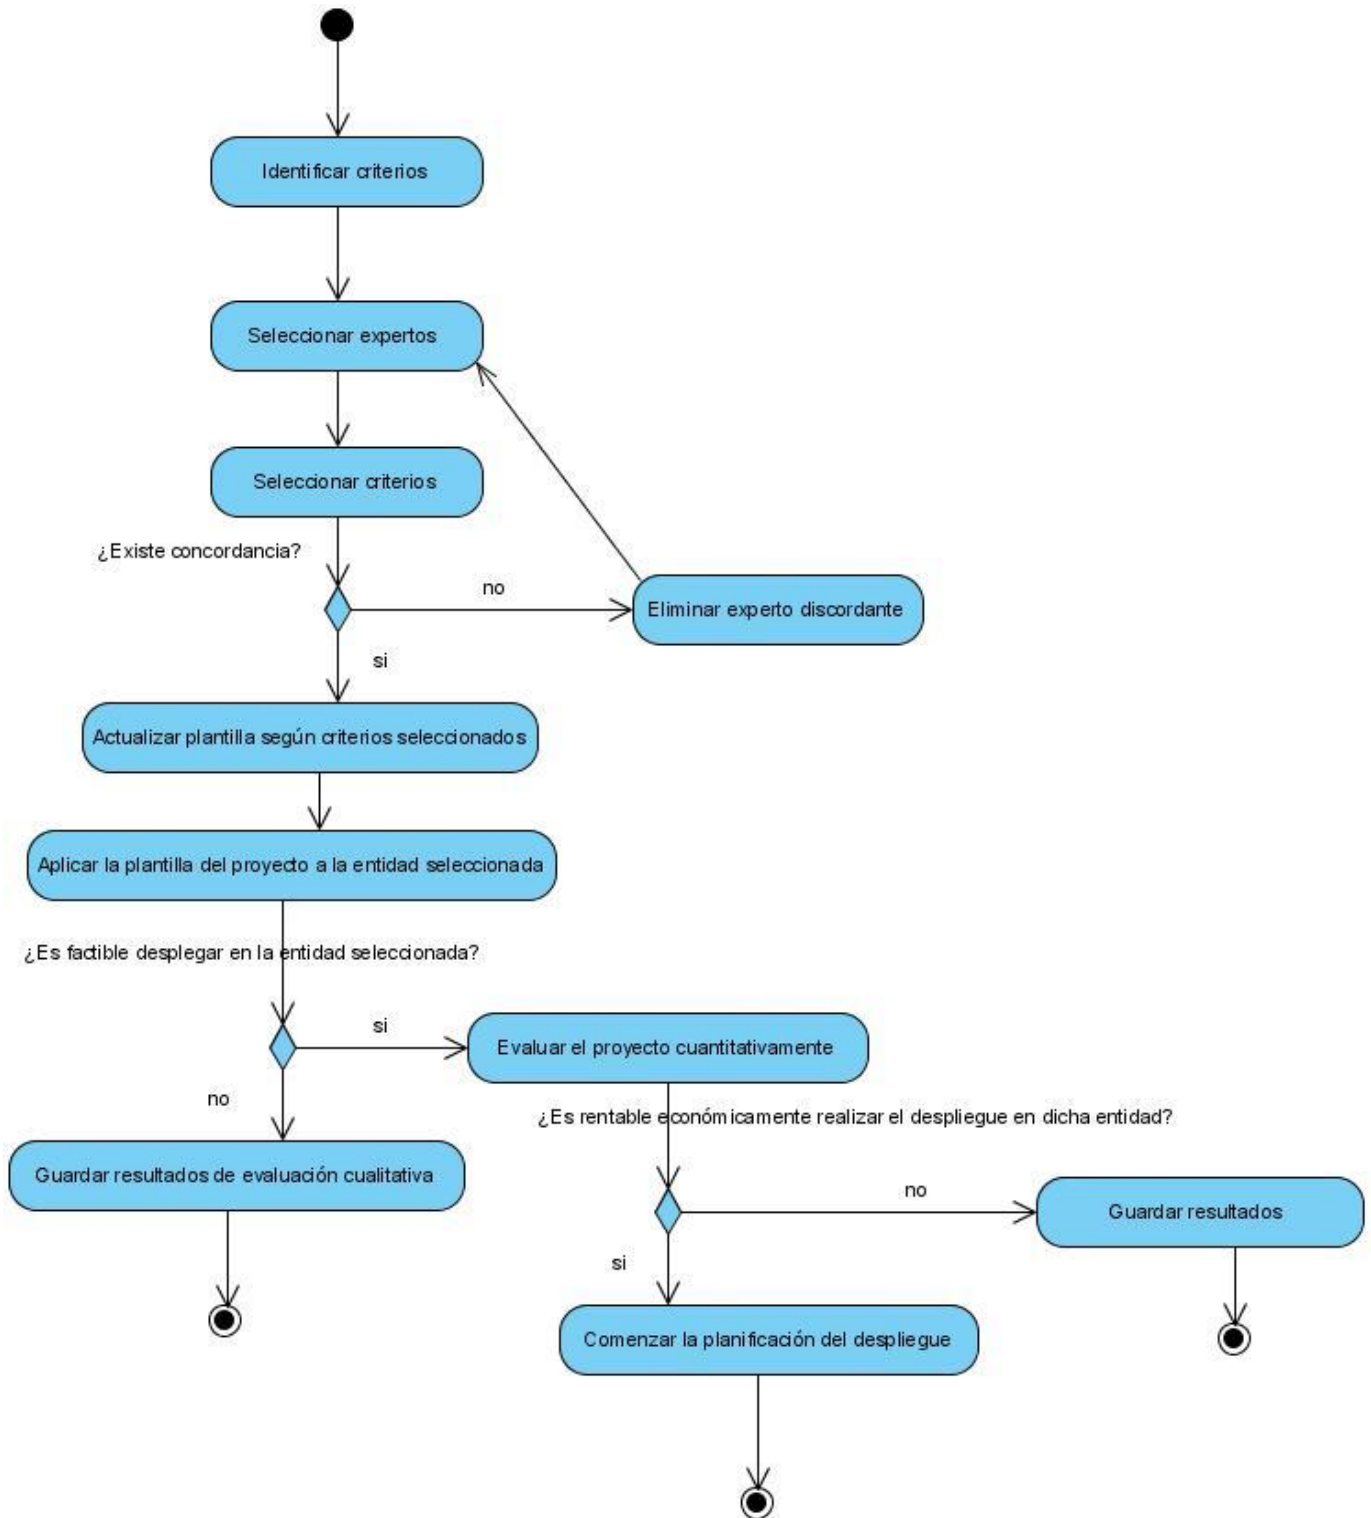 Identificar criterios
Seleccionar expertos
Seleccionar criterios
¿Existe concordancia?
no
Eliminar experto discordante
si
Actualizar plantilla según criterios seleccionados
Aplicar la plantilla del proyecto a la entidad seleccionada
¿Es factible desplegar en la entidad seleccionada?
si
Evaluar el proyecto cuantitativamente
no
¿Es rentable económicamente realizar el despliegue en dicha entidad?
Guardar resultados de evaluación cualitativa
no
Guardar resultados
si
Comenzar la planificación del despliegue